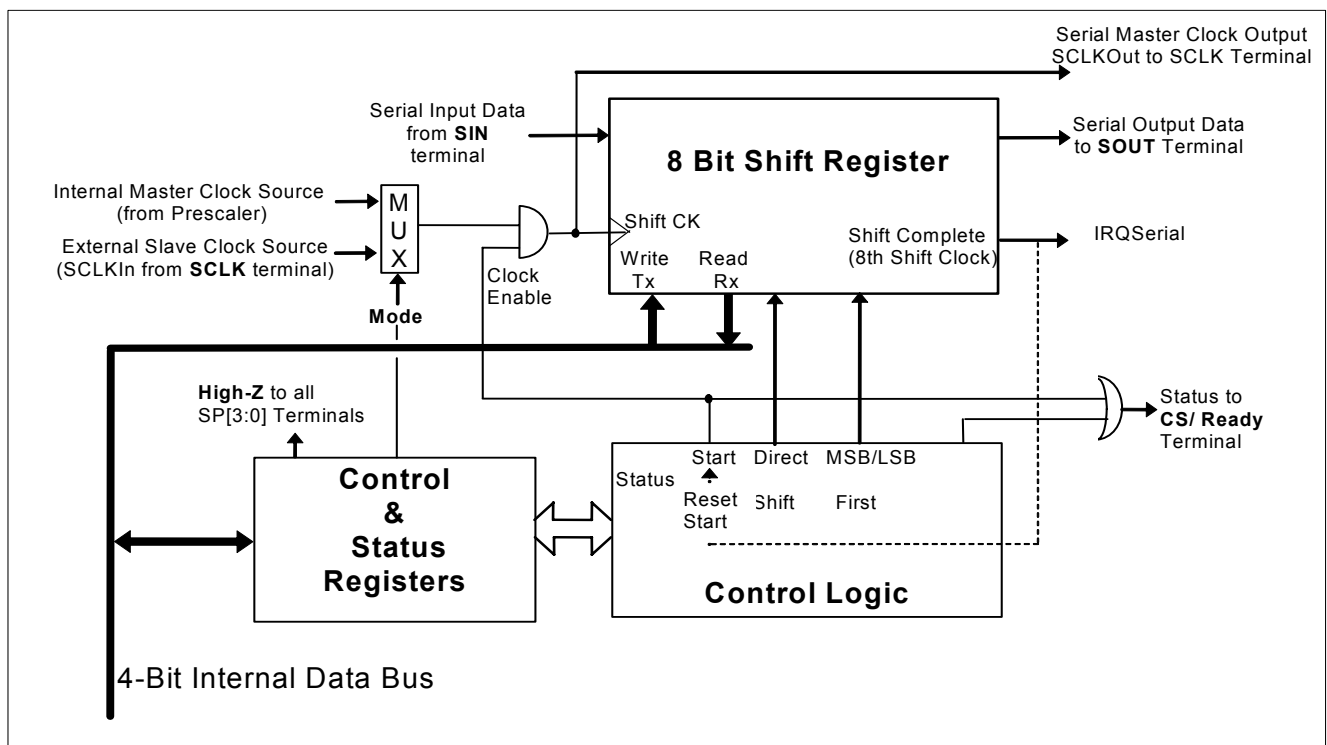 Serial Master Clock Output
SCLKOut to SCLK Terminal
Serial Input Data
from SIN
terminal
Serial Output Data
to SOUT Terminal
8 Bit Shift Register
Internal Master Clock Source
(from Prescaler)
M
U
X
External Slave Clock Source
(SCLKIn from SCLK terminal)
Shift CK
Shift Complete
(8th Shift Clock)
IRQSerial
Write
Tx
Read
Rx
Clock
Enable
Mode
High-Z to all
SP[3:0] Terminals
Status to
CS/ Ready
Terminal
Control
&
Status
Registers
Status
Start
Direct
MSB/LSB
Reset
Start
Shift
First
Control Logic
4-Bit Internal Data Bus